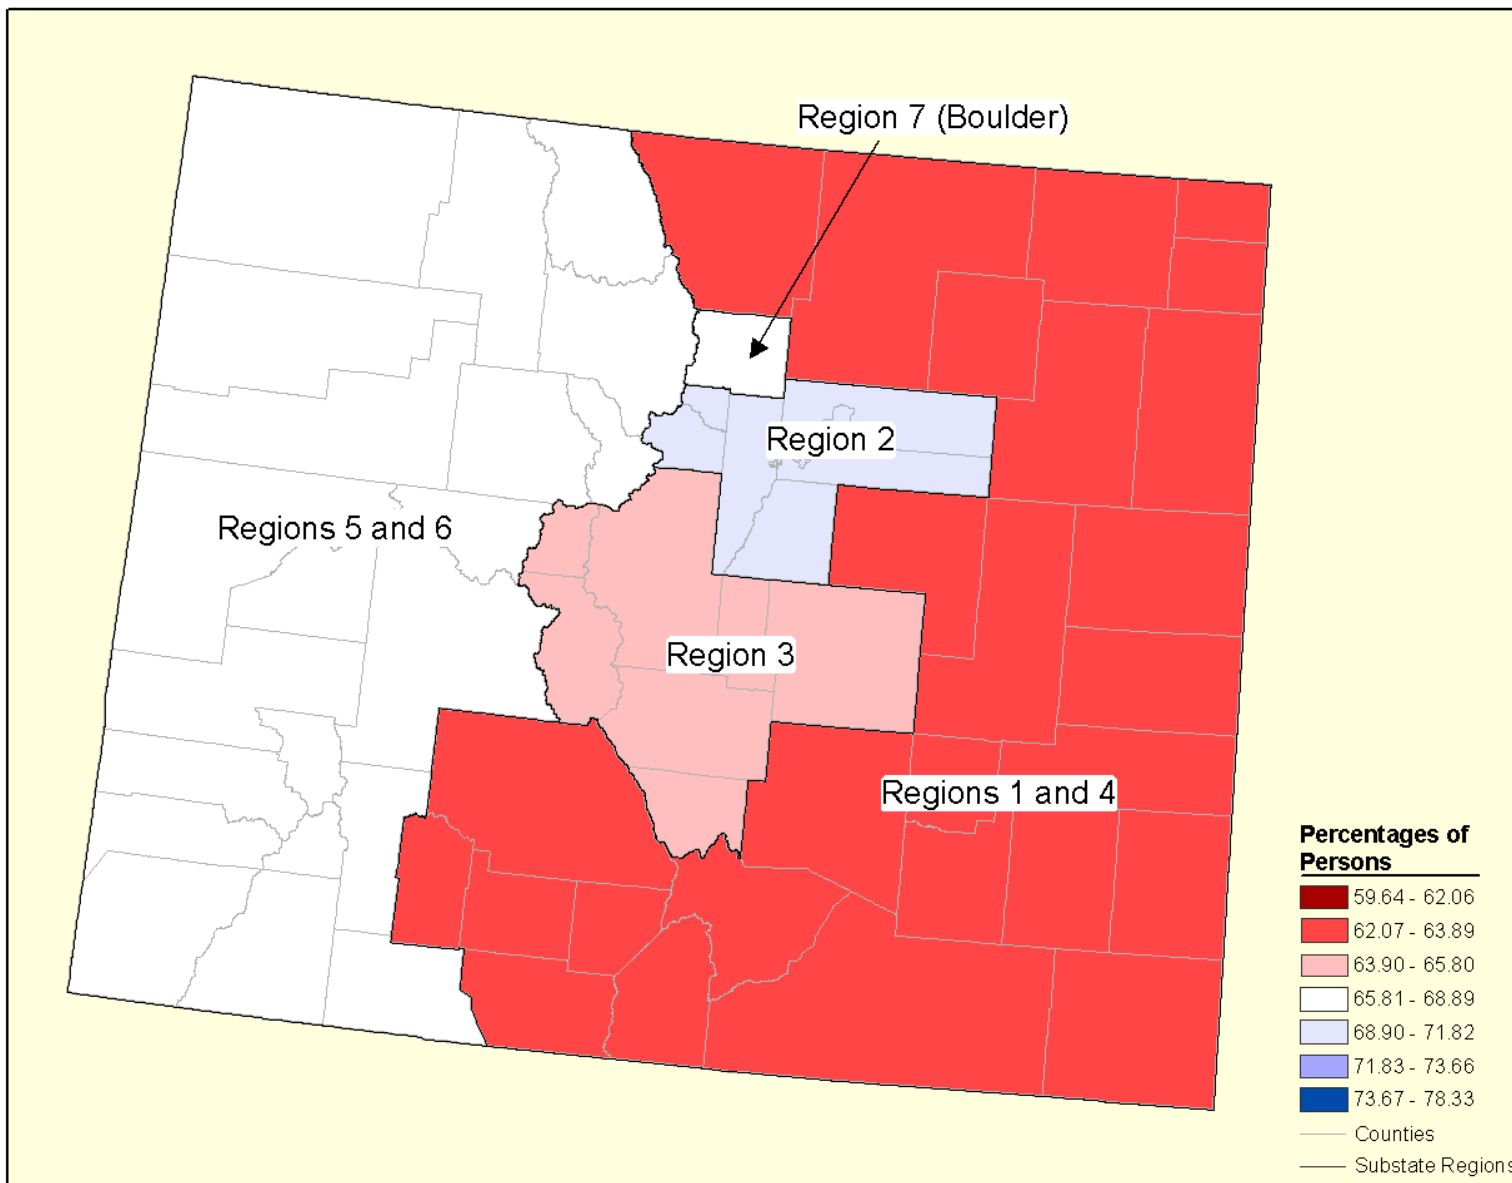 Region 7 (Boulder)
Region 2
Regions 5 and 6
Region 3
Regions 1 and 4
Percentages of
Persons
59.64 - 62.06
62.07 - 63.89
63.90 - 65.80
65.81 - 68.89
68.90 - 71.82
71.83 - 73.66
73.67 - 78.33
Counties
Substate Regions